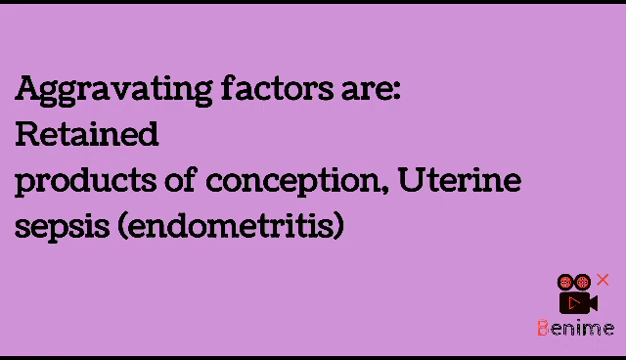 Aggravating factors are:
Retained
products of conception, Uterine
sepsis (endometritis)
Benime